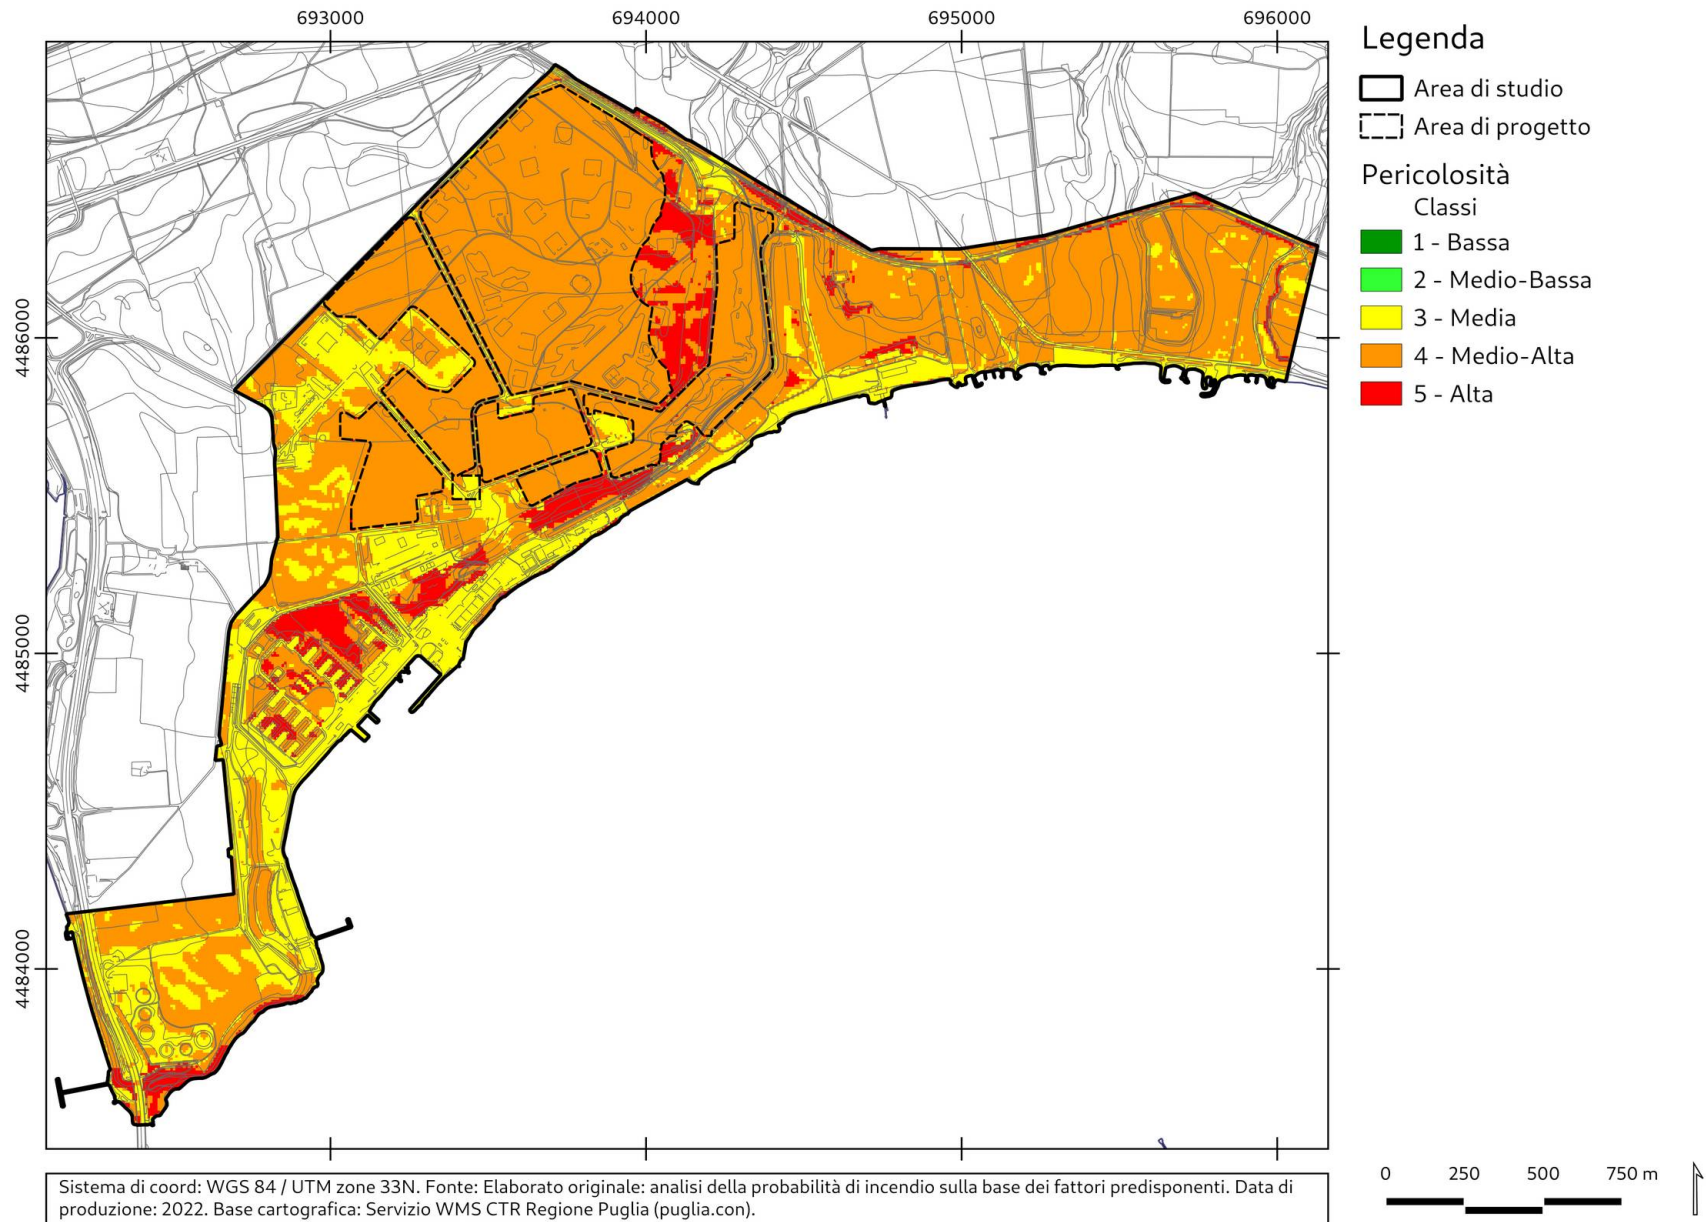 693000
694000
695000
696000
4486000
4485000
4484000
Legenda
Area di studio
Area di progetto
Pericolosità
Classi
1 - Bassa
2 - Medio-Bassa
3 - Media
4 - Medio-Alta
5 - Alta
0 250 500 750 m
Sistema di coord: WGS 84 / UTM zone 33N. Fonte: Elaborato originale: analisi della probabilità di incendio sulla base dei fattori predisponenti. Data di
produzione: 2022. Base cartografica: Servizio WMS CTR Regione Puglia (puglia.con).